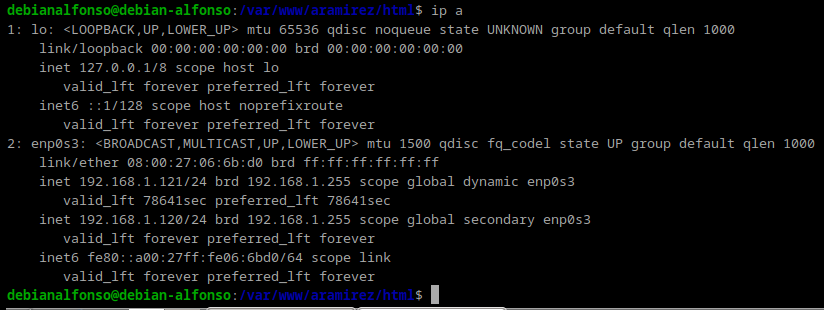 debianalfonso@debian-alfonso:/var/www/aramirez/html$ ip a
1: lo: <LOOPBACK,UP,LOWER_UP> mtu 65536 qdisc noqueue state UNKNOWN group default qlen 1000
    link/loopback 00:00:00:00:00:00 brd 00:00:00:00:00:00
    inet 127.0.0.1/8 scope host lo
       valid_lft forever preferred_lft forever
    inet6 ::1/128 scope host noprefixroute
       valid_lft forever preferred_lft forever
2: enp0s3: <BROADCAST,MULTICAST,UP,LOWER_UP> mtu 1500 qdisc fq_codel state UP group default qlen 1000
    link/ether 08:00:27:06:6b:d0 brd ff:ff:ff:ff:ff:ff
    inet 192.168.1.121/24 brd 192.168.1.255 scope global dynamic enp0s3
       valid_lft 78641sec preferred_lft 78641sec
    inet 192.168.1.120/24 brd 192.168.1.255 scope global secondary enp0s3
       valid_lft forever preferred_lft forever
    inet6 fe80::a00:27ff:fe06:6bd0/64 scope link
       valid_lft forever preferred_lft forever
debianalfonso@debian-alfonso:/var/www/aramirez/html$